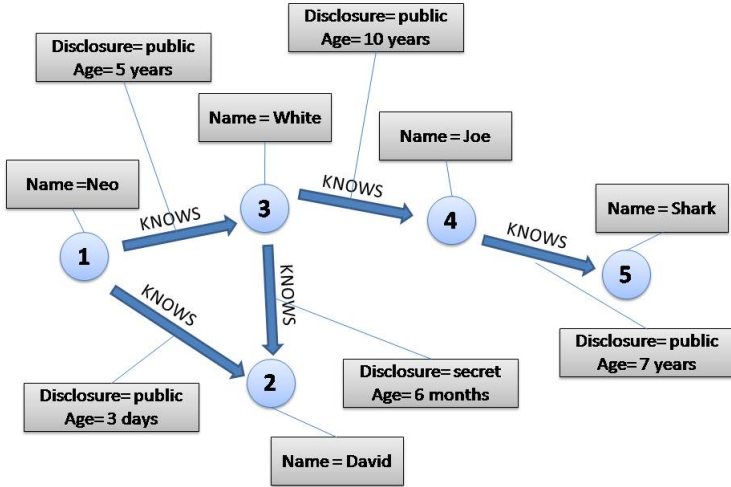 Disclosure= public
Age= 10 years
Disclosure= public
Age= 5 years
Name = White
Name = Joe
Name =Neo
KNOWS
KNOWS
Name = Shark
3
4
KNOWS
1
5
KNOWS
KNOWS
Disclosure= public
Age= 7 years
2
Disclosure= secret
Age= 6 months
Disclosure= public
Age= 3 days
Name = David